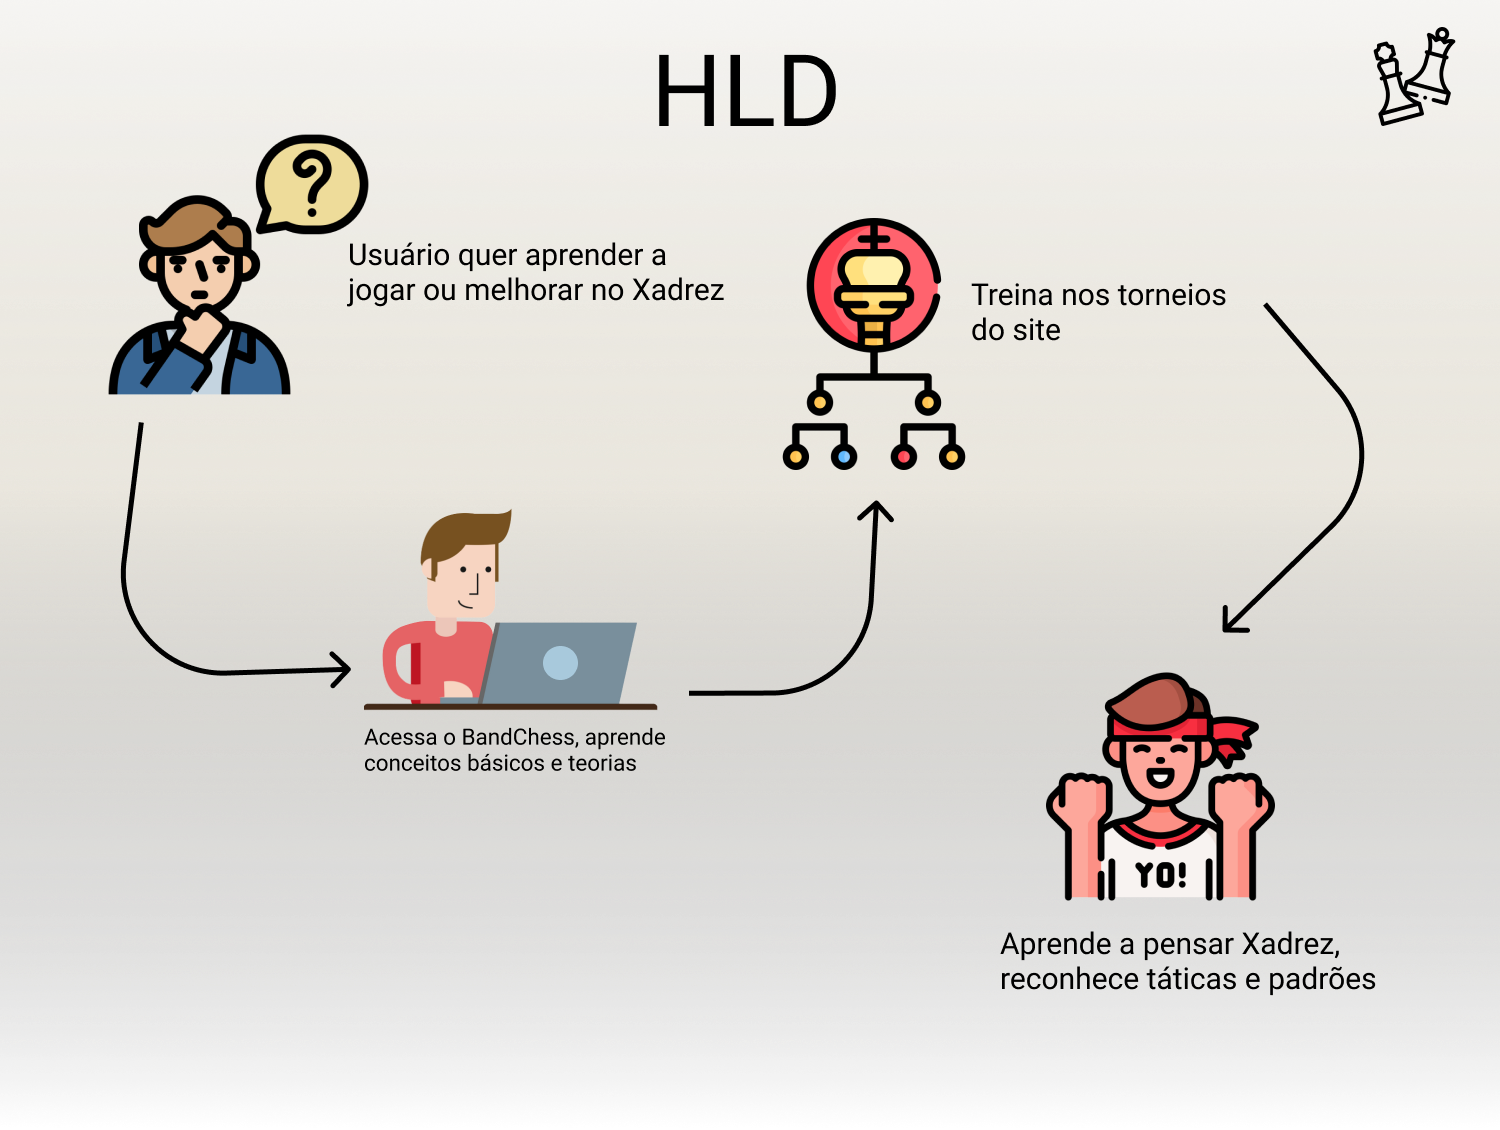 HLD
?
Usuário quer aprender a
jogar ou melhorar no Xadrez
Acessa o BandChess, aprende
conceitos básicos e teorias
Treina nos torneios
do site
YO!
Aprende a pensar Xadrez,
reconhece táticas e padrões